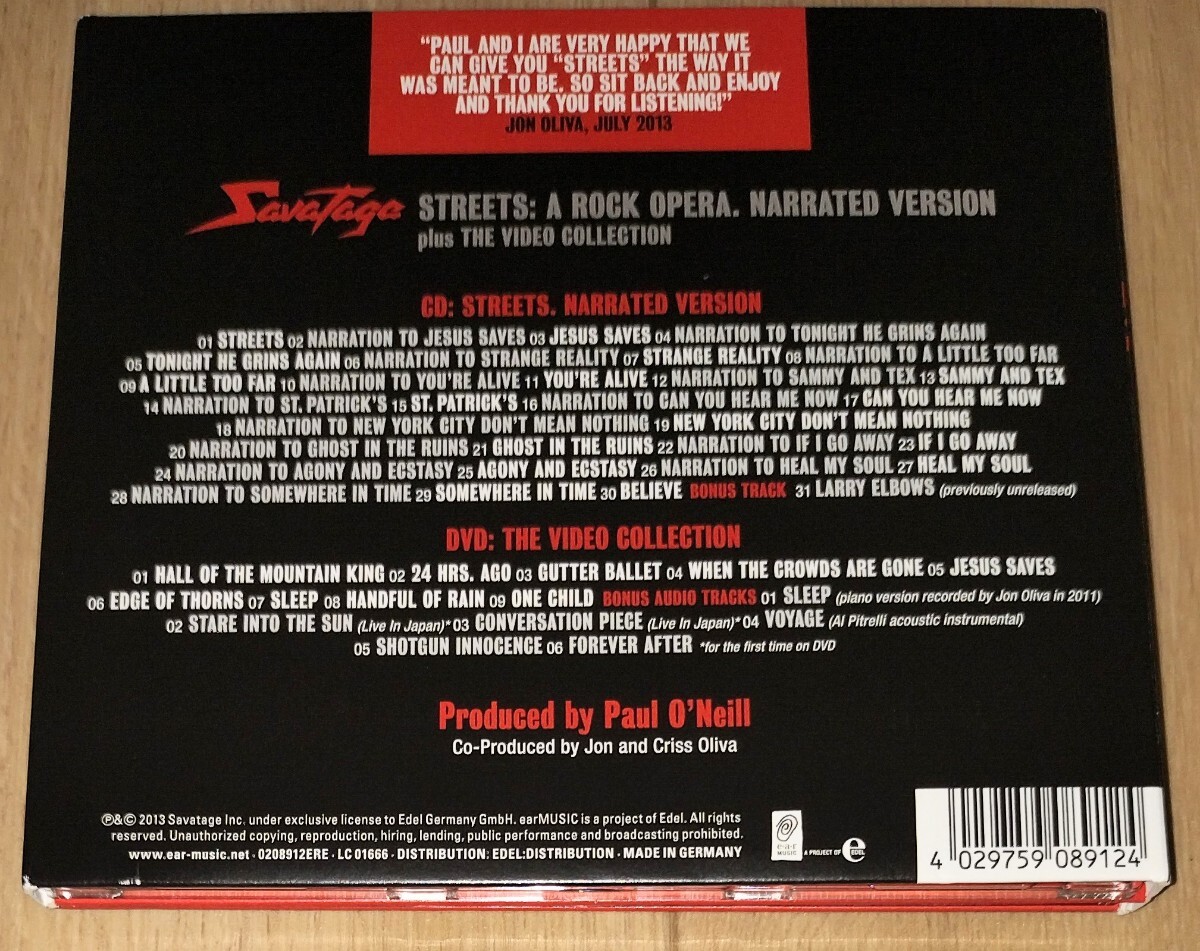 “PAUL AND I ARE VERY HAPPY THAT WE
CAN GIVE YOU “STREETS” THE WAY IT
WAS MEANT TO BE. SO SIT BACK AND ENJOY
AND THANK YOU FOR LISTENING!”
JON OLIVA, JULY 2013
Savatage STREETS: A ROCK OPERA. NARRATED VERSION
plus THE VIDEO COLLECTION
CD: STREETS. NARRATED VERSION
01 STREETS 02 NARRATION TO JESUS SAVES 03 JESUS SAVES 04 NARRATION TO TONIGHT HE GRINS AGAIN
05 TONIGHT HE GRINS AGAIN 06 NARRATION TO STRANGE REALITY 07 STRANGE REALITY 08 NARRATION TO A LITTLE TOO FAR
09 A LITTLE TOO FAR 10 NARRATION TO YOU'RE ALIVE 11 YOU'RE ALIVE 12 NARRATION TO SAMMY AND TEX 13 SAMMY AND TEX
14 NARRATION TO ST. PATRICK'S 15 ST. PATRICK'S 16 NARRATION TO CAN YOU HEAR ME NOW 17 CAN YOU HEAR ME NOW
18 NARRATION TO NEW YORK CITY DON'T MEAN NOTHING 19 NEW YORK CITY DON'T MEAN NOTHING
20 NARRATION TO GHOST IN THE RUINS 21 GHOST IN THE RUINS 22 NARRATION TO IF I GO AWAY 23 IF I GO AWAY
24 NARRATION TO AGONY AND ECSTASY 25 AGONY AND ECSTASY 26 NARRATION TO HEAL MY SOUL 27 HEAL MY SOUL
28 NARRATION TO SOMEWHERE IN TIME 29 SOMEWHERE IN TIME 30 BELIEVE BONUS TRACK 31 LARRY ELBOWS (previously unreleased)
DVD: THE VIDEO COLLECTION
01 HALL OF THE MOUNTAIN KING 02 24 HRS. AGO 03 GUTTER BALLET 04 WHEN THE CROWDS ARE GONE 05 JESUS SAVES
06 EDGE OF THORNS 07 SLEEP 08 HANDFUL OF RAIN 09 ONE CHILD BONUS AUDIO TRACKS 01 SLEEP (piano version recorded by Jon Oliva in 2011)
02 STARE INTO THE SUN (Live In Japan)* 03 CONVERSATION PIECE (Live In Japan)* 04 VOYAGE (Al Pitrelli acoustic instrumental)
05 SHOTGUN INNOCENCE 06 FOREVER AFTER *for the first time on DVD
Produced by Paul O'Neill
Co-Produced by Jon and Criss Oliva
℗&© 2013 Savatage Inc. under exclusive license to Edel Germany GmbH. earMUSIC is a project of Edel. All rights
reserved. Unauthorized copying, reproduction, hiring, lending, public performance and broadcasting prohibited.
www.ear-music.net · 0208912ERE · LC 01666 · DISTRIBUTION: EDEL:DISTRIBUTION · MADE IN GERMANY
e·a·r
MUSIC
A PROJECT OF
EDEL
4 029759 089124